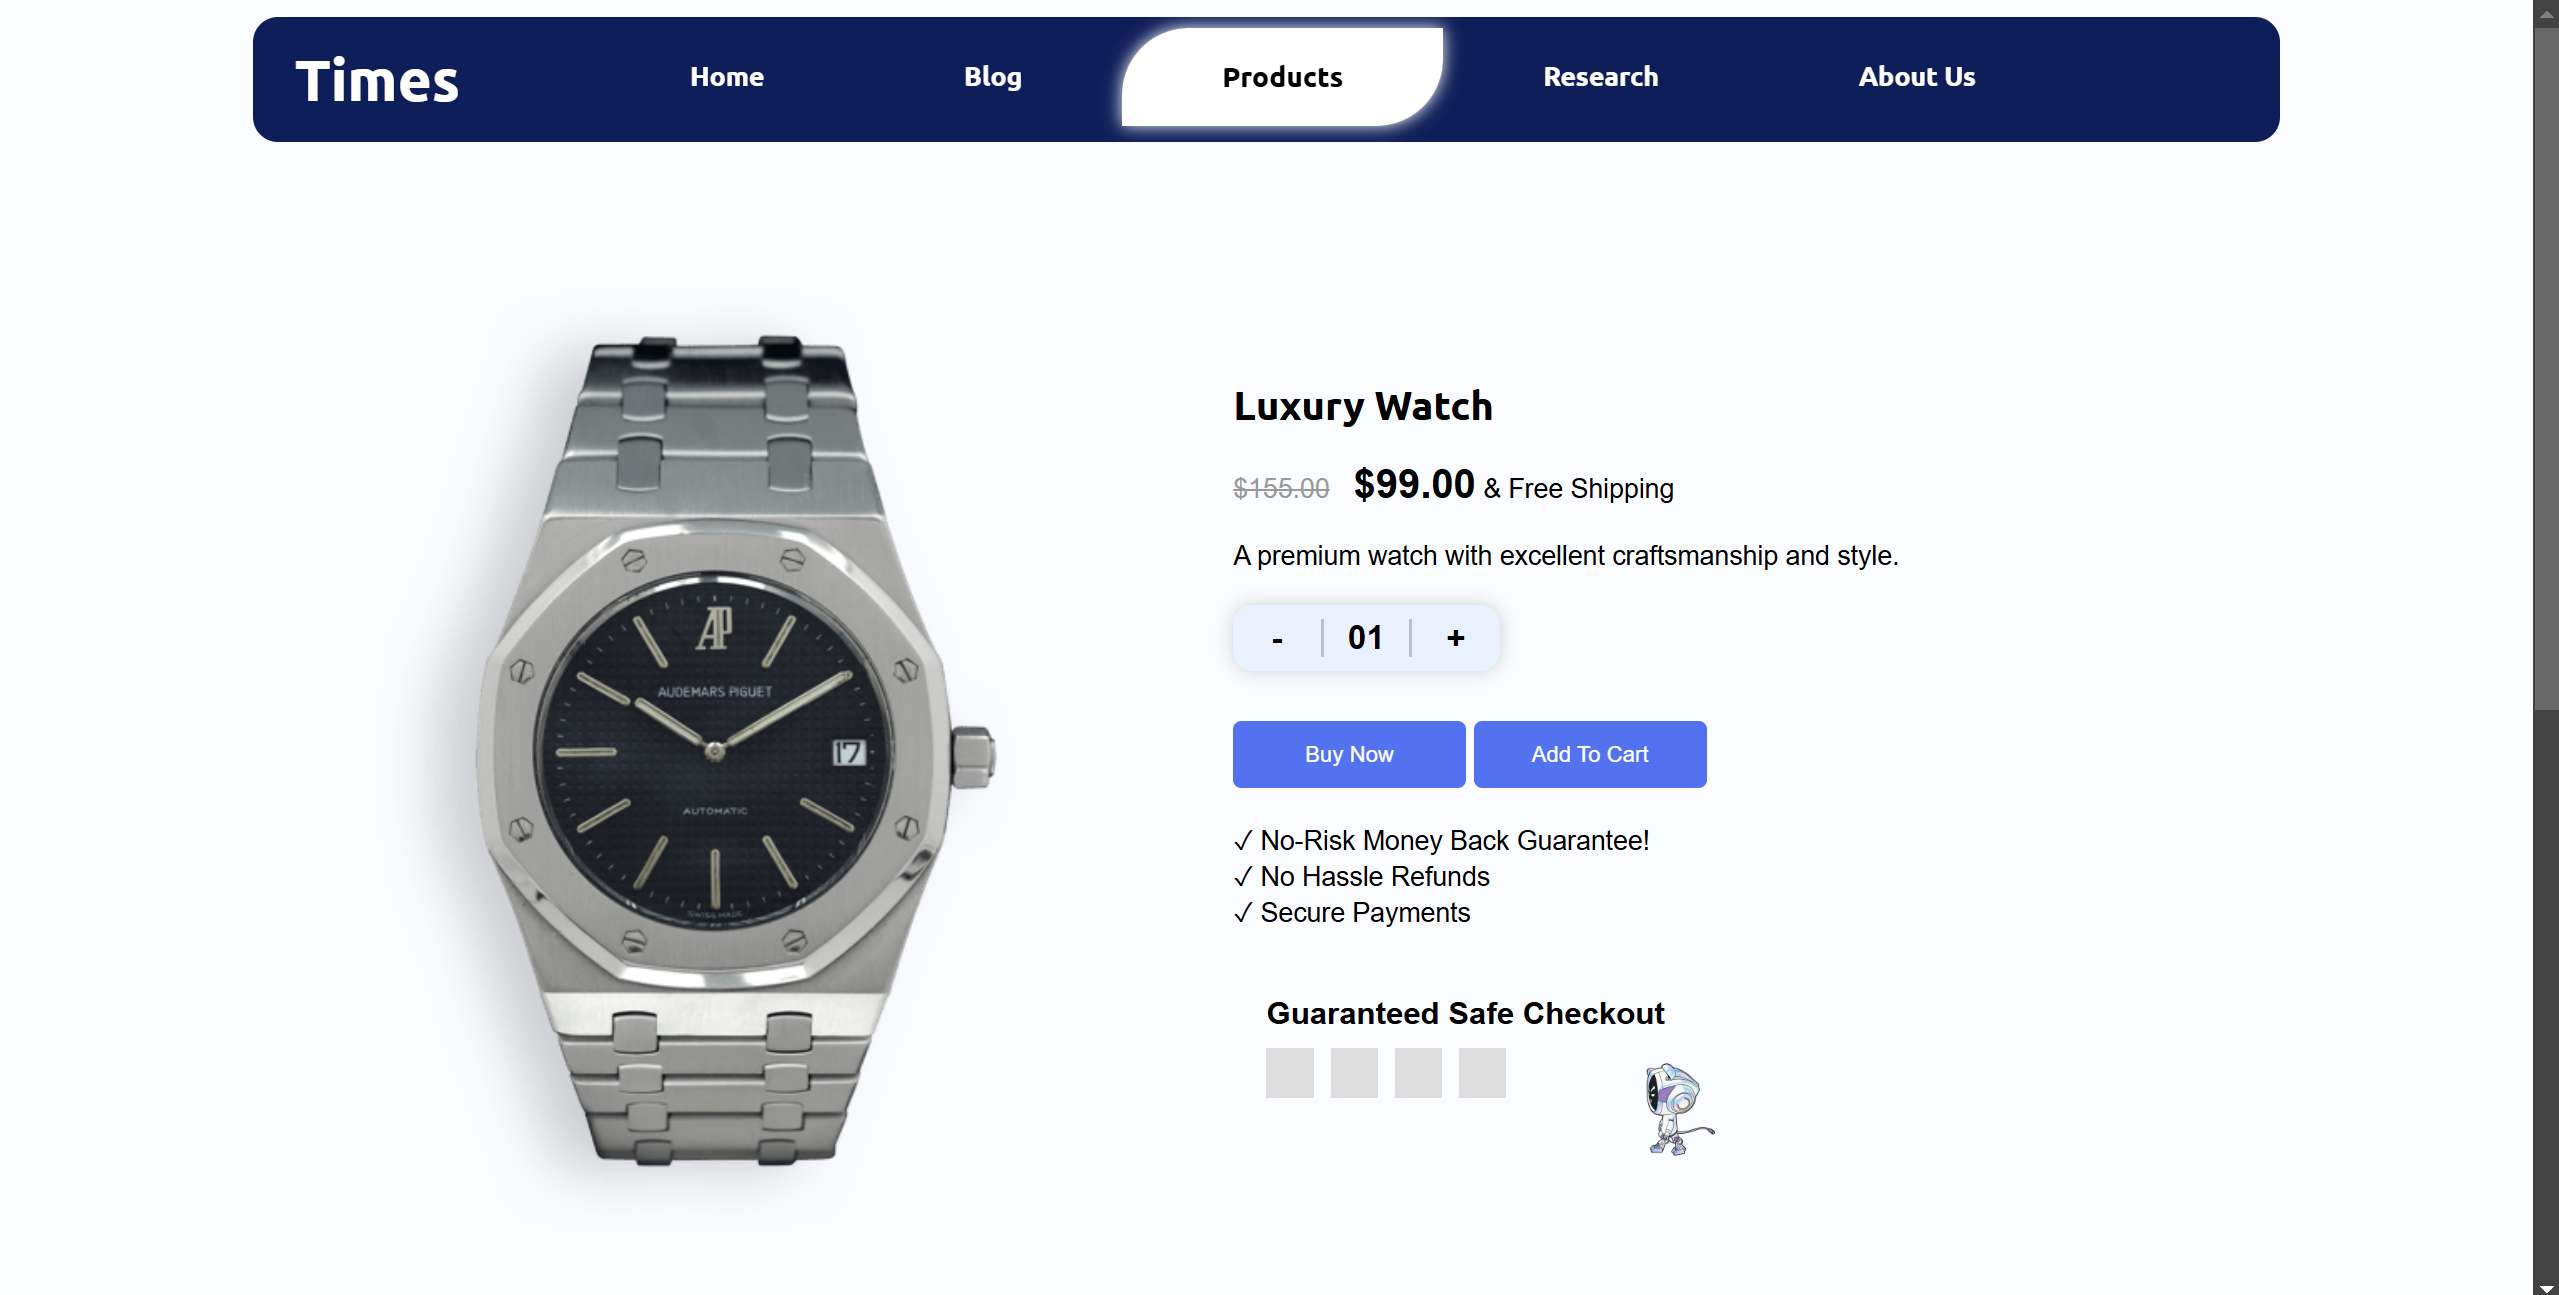 Times
Home
Blog
Products
Research
About Us
Luxury Watch
$155.00 $99.00 & Free Shipping
A premium watch with excellent craftsmanship and style.
- 01 +
Buy Now
Add To Cart
✓ No-Risk Money Back Guarantee!
✓ No Hassle Refunds
✓ Secure Payments
Guaranteed Safe Checkout
AP
AUDEMARS PIGUET
17
AUTOMATIC
SWISS MADE